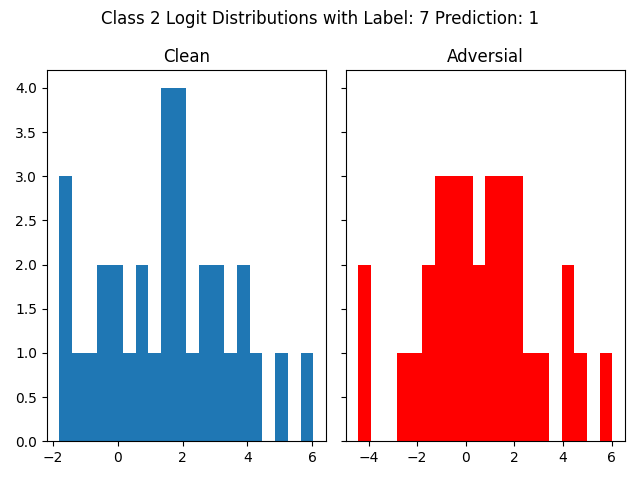 Class 2 Logit Distributions with Label: 7 Prediction: 1
Clean
Adversial
4.0
3.5
3.0
2.5
2.0
1.5
1.0
0.5
0.0
−2 0 2 4 6
−4 −2 0 2 4 6